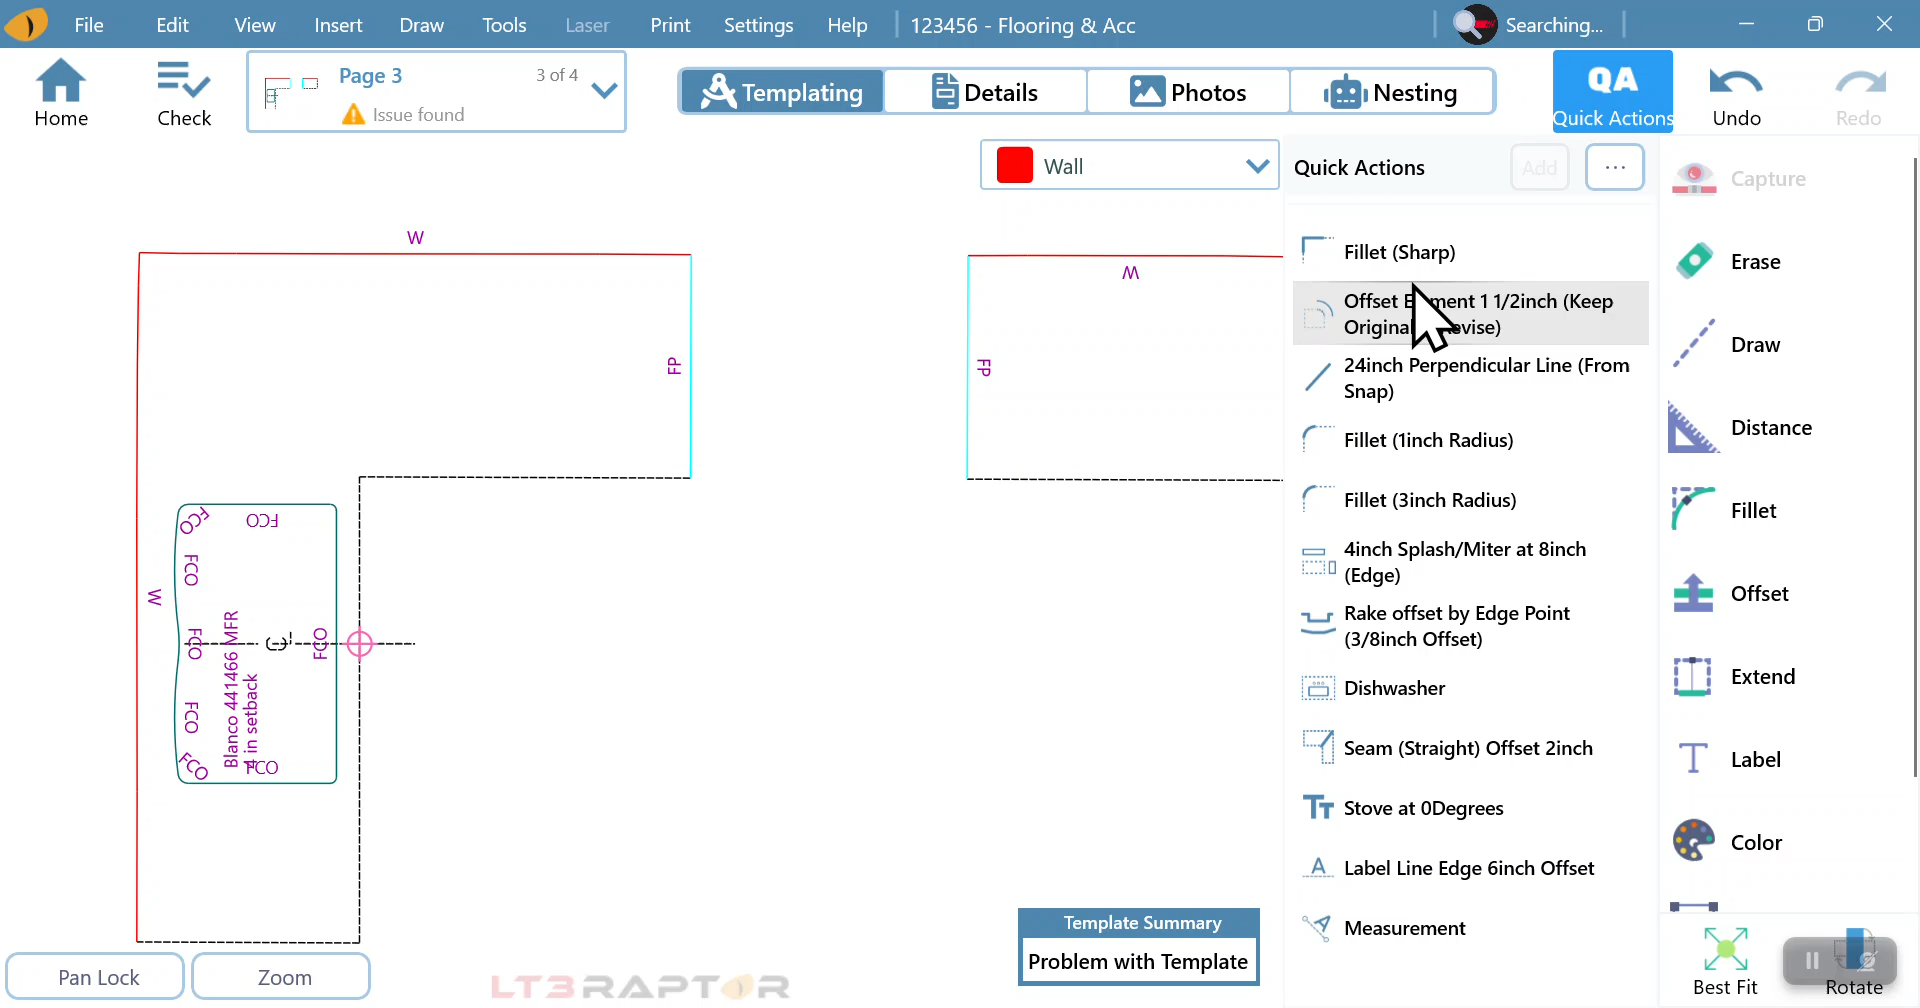 File Edit View Insert Draw Tools Laser Print Settings Help 123456 - Flooring & Acc Searching...
Home
Check
Page 3
3 of 4
Issue found
Templating
Details
Photos
Nesting
QA
Quick Actions
Undo
Redo
Wall
Quick Actions
Add
...
Capture
Erase
Draw
Distance
Fillet
Offset
Extend
Label
Color
Fillet (Sharp)
Offset E ment 1 1/2inch (Keep
Original evise)
24inch Perpendicular Line (From
Snap)
Fillet (1inch Radius)
Fillet (3inch Radius)
4inch Splash/Miter at 8inch
(Edge)
Rake offset by Edge Point
(3/8inch Offset)
Dishwasher
Seam (Straight) Offset 2inch
Stove at 0Degrees
Label Line Edge 6inch Offset
Measurement
W
FP
W
FP
W
FCO
FCO
FCO
FCO
FCO
FCO
FCO
FCO
Blanco 441466 MFR
4 in setback
Template Summary
Problem with Template
Pan Lock
Zoom
LT3RAPTOR
Best Fit
Rotate